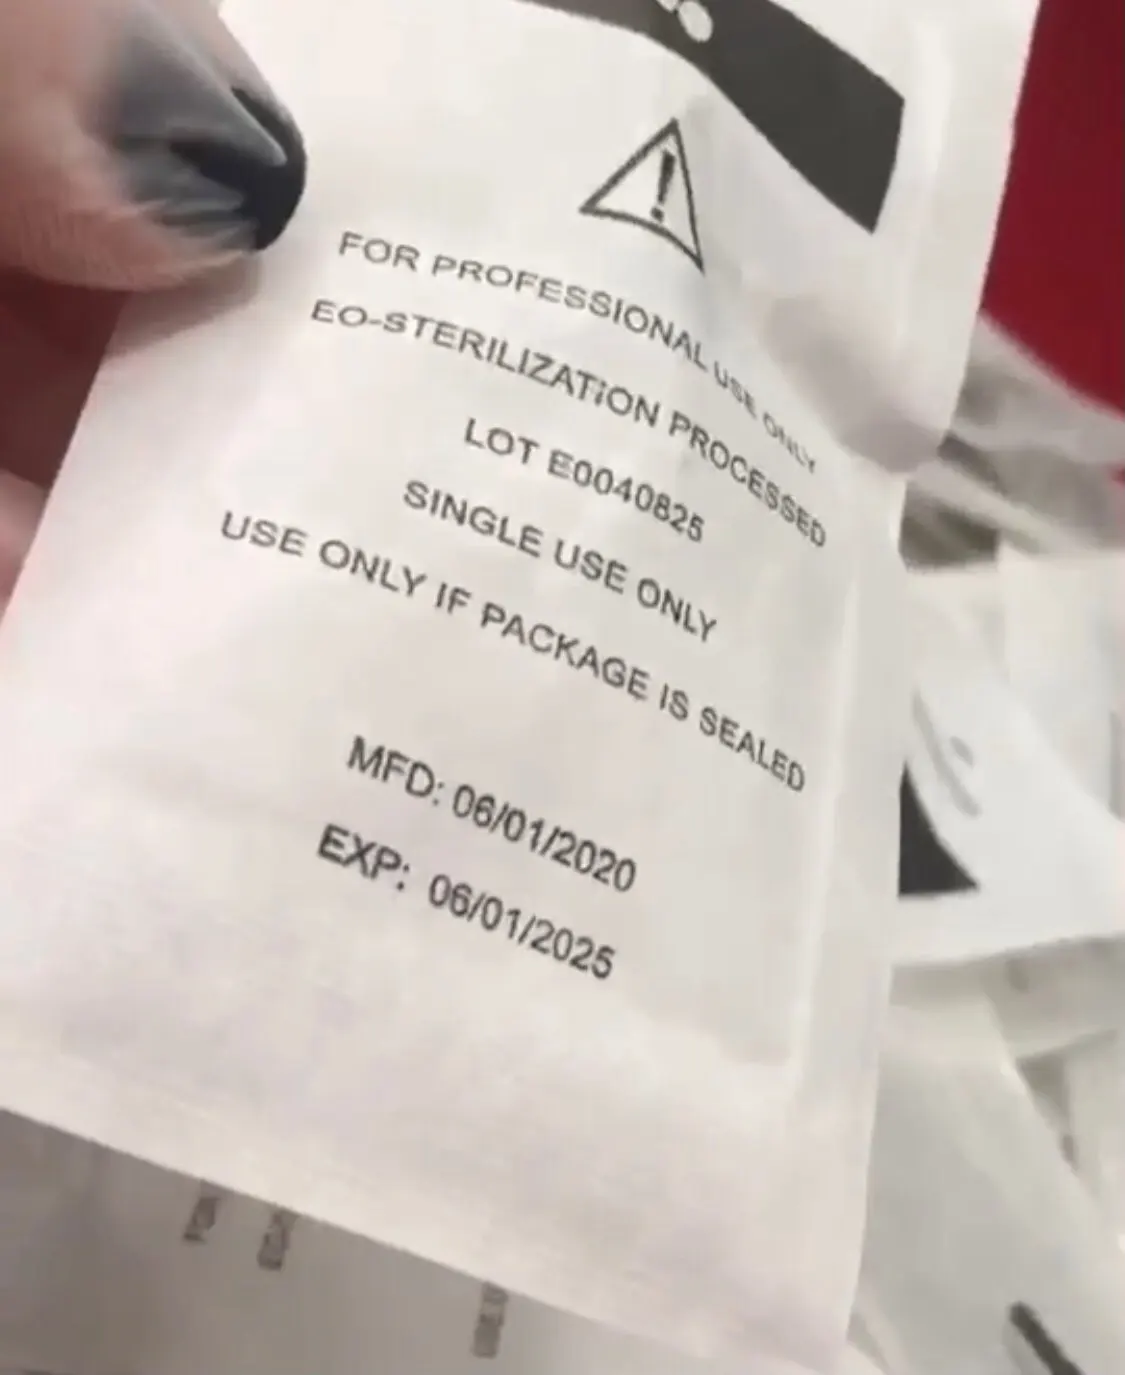 FOR PROFESSIONAL USE ONLY
EO-STERILIZATION PROCESSED
LOT E0040825
SINGLE USE ONLY
USE ONLY IF PACKAGE IS SEALED
MFD: 06/01/2020
EXP: 06/01/2025